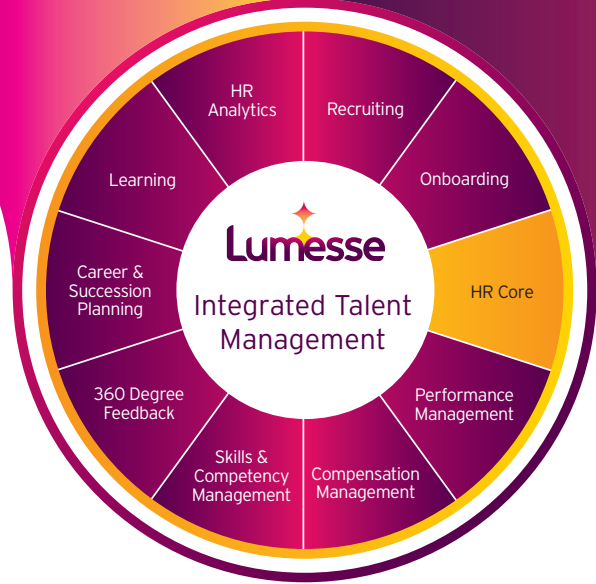 HR
Analytics
Recruiting
Learning
Onboarding
Lumesse
Integrated Talent
Management
Career &
Succession
Planning
HR Core
360 Degree
Feedback
Performance
Management
Skills &
Competency
Management
Compensation
Management